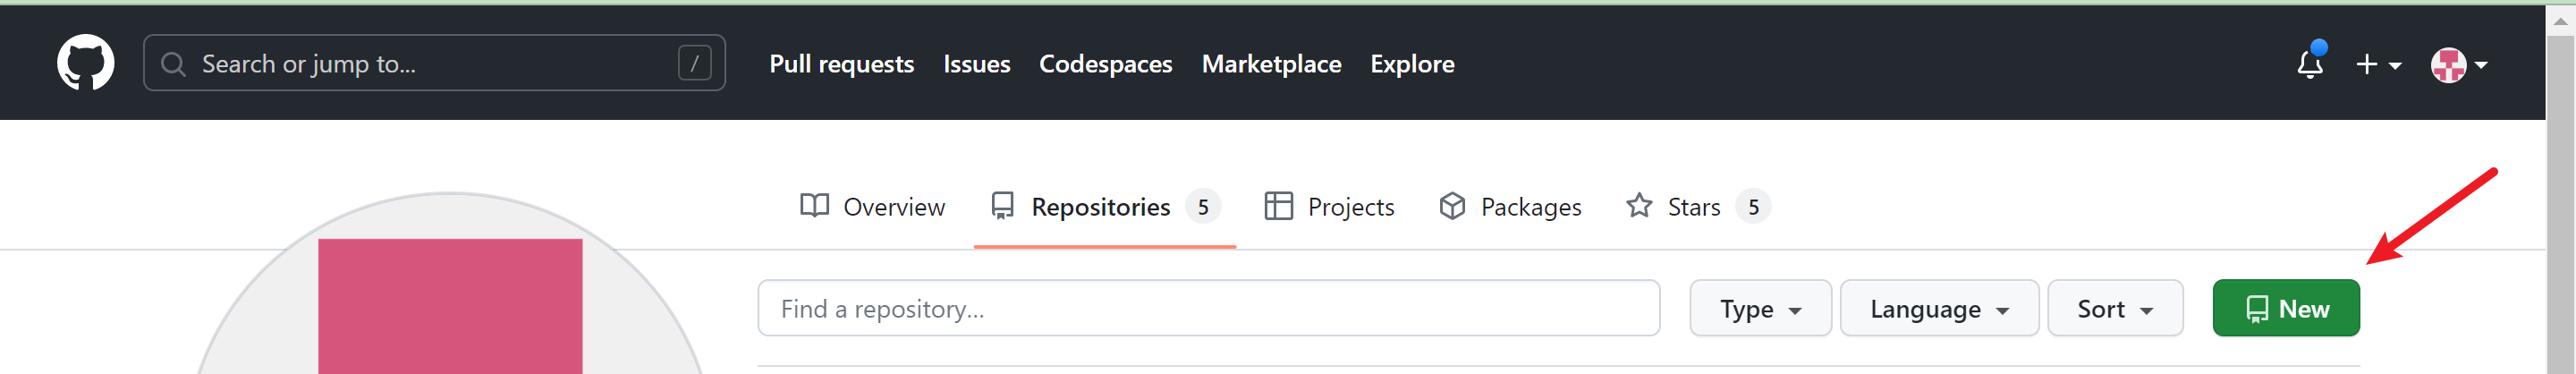 Search or jump to... / Pull requests Issues Codespaces Marketplace Explore
Overview Repositories 5 Projects Packages Stars 5
Find a repository... Type Language Sort New